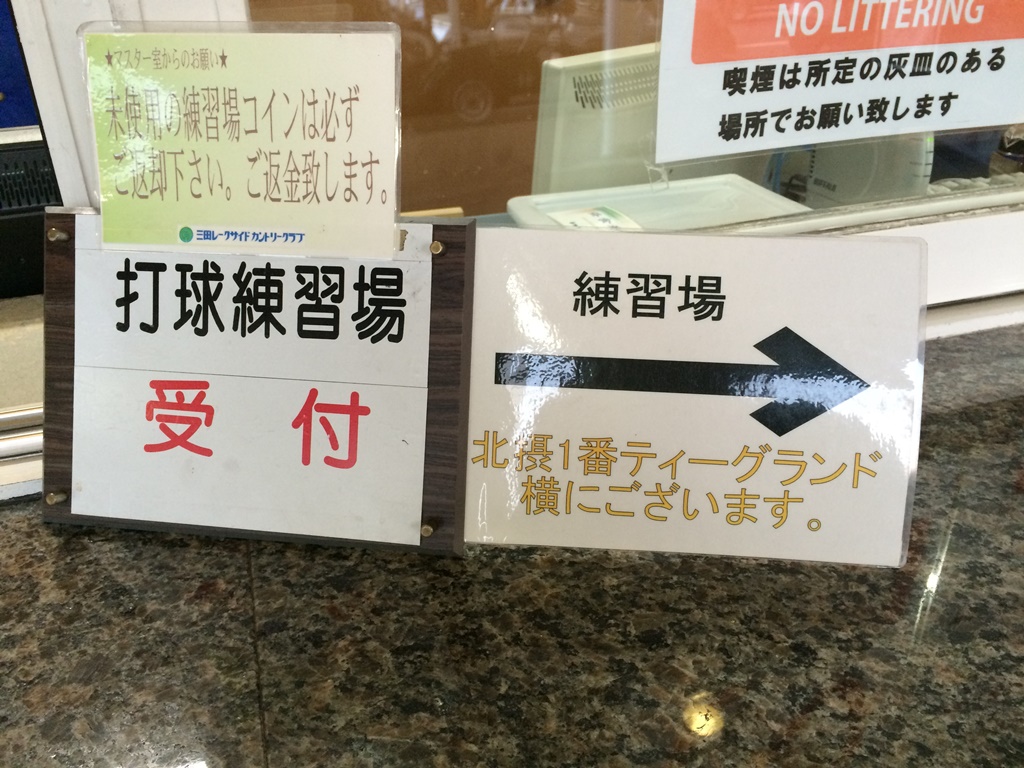 ★マスター室からのお願い★
未使用の練習場コインは必ず
ご返却下さい。ご返金致します。
三田レークサイドカントリークラブ
打球練習場
受付
練習場
北摂1番ティーグランド
横にございます。
NO LITTERING
喫煙は所定の灰皿のある
場所でお願い致します